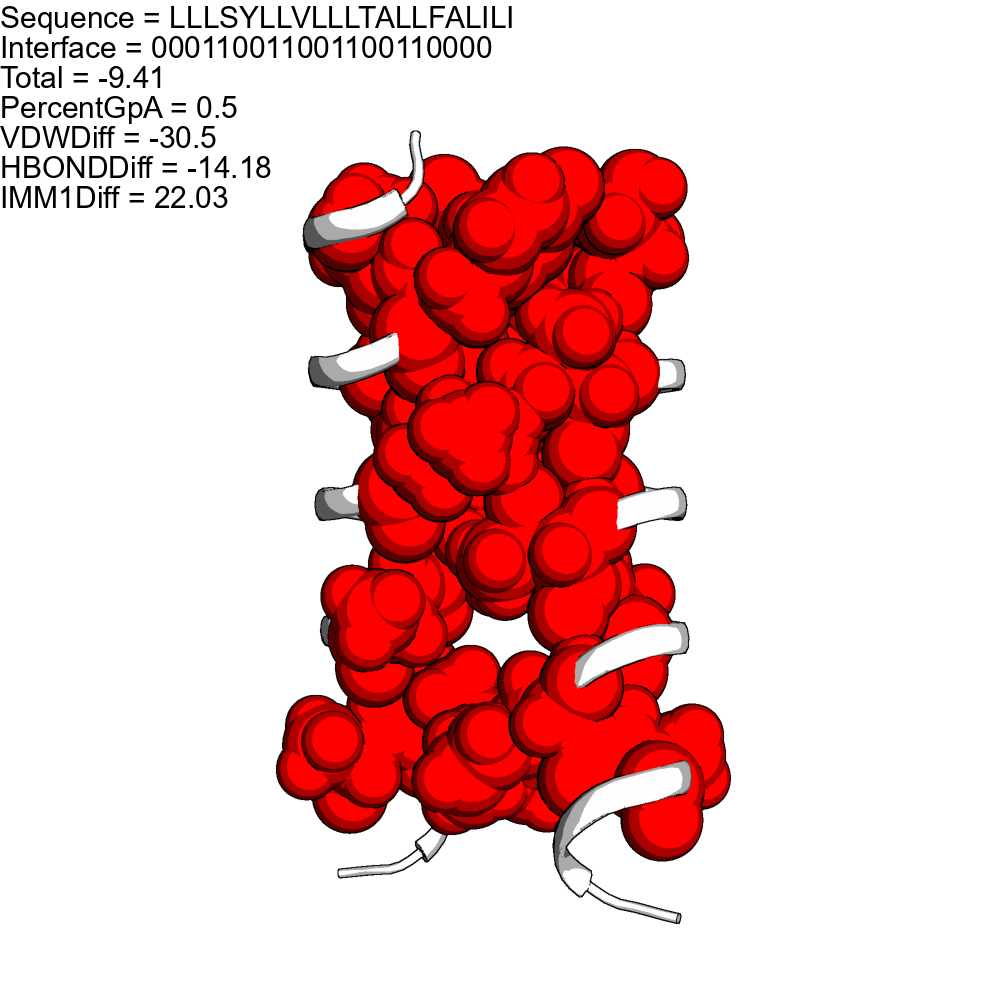 Sequence = LLLSYLLVLLLTALLFALILI
Interface = 000110011001100110000
Total = -9.41
PercentGpA = 0.5
VDWDiff = -30.5
HBONDDiff = -14.18
IMM1Diff = 22.03